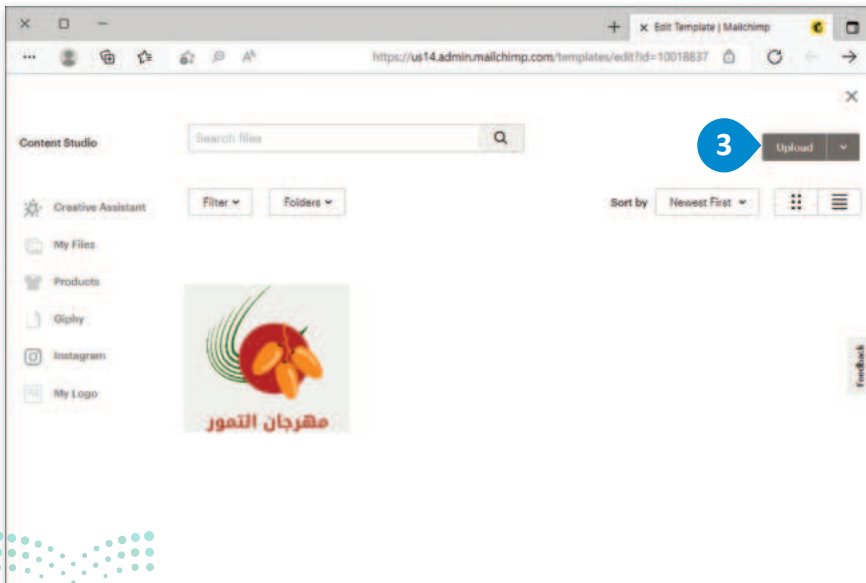 Edit Template | Mailchimp
https://us14.admin.mailchimp.com/templates/edit?id=10018837
Content Studio
Search files
3
Upload
Creative Assistant
Filter
Folders
Sort by
Newest First
My Files
Products
Giphy
Instagram
My Logo
مهرجان التمور
Feedback